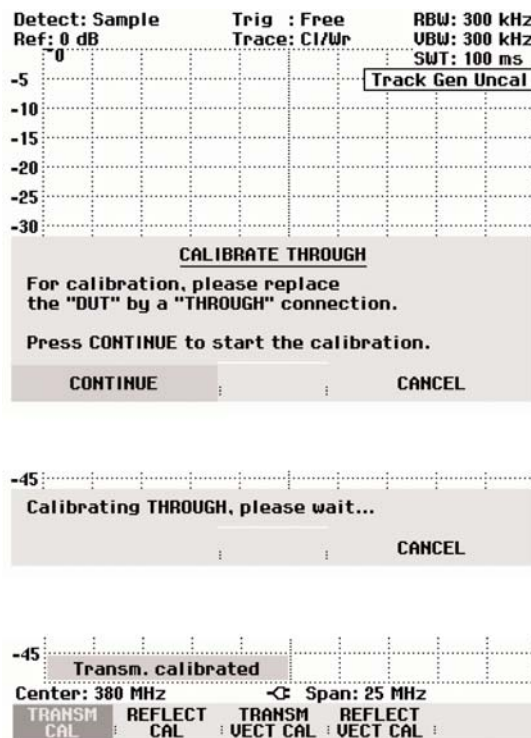 Detect: Sample Trig : Free RBW: 300 kHz
Ref: 0 dB Trace: Cl/Wr VBW: 300 kHz
0 SWT: 100 ms
-5 Track Gen Uncal
-10
-15
-20
-25
-30
CALIBRATE THROUGH
For calibration, please replace
the "DUT" by a "THROUGH" connection.
Press CONTINUE to start the calibration.
CONTINUE CANCEL
-45
Calibrating THROUGH, please wait...
CANCEL
-45
Transm. calibrated
Center: 380 MHz Span: 25 MHz
TRANSM REFLECT TRANSM REFLECT
CAL CAL VECT CAL VECT CAL